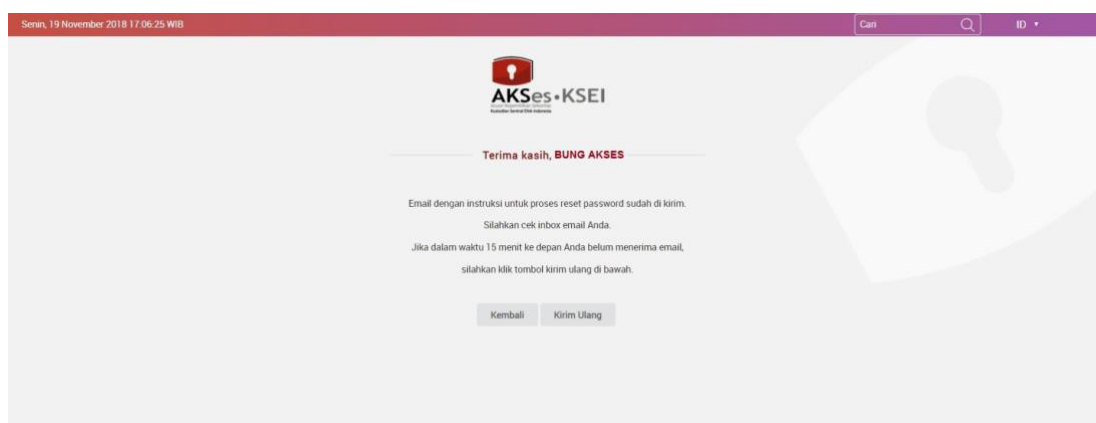 Senin, 19 November 2018 17:06:25 WIB
Cari
ID
AKSes•KSEI
Terima kasih, BUNG AKSES
Email dengan instruksi untuk proses reset password sudah di kirim.
Silahkan cek inbox email Anda.
Jika dalam waktu 15 menit ke depan Anda belum menerima email,
silahkan klik tombol kirim ulang di bawah.
Kembali
Kirim Ulang